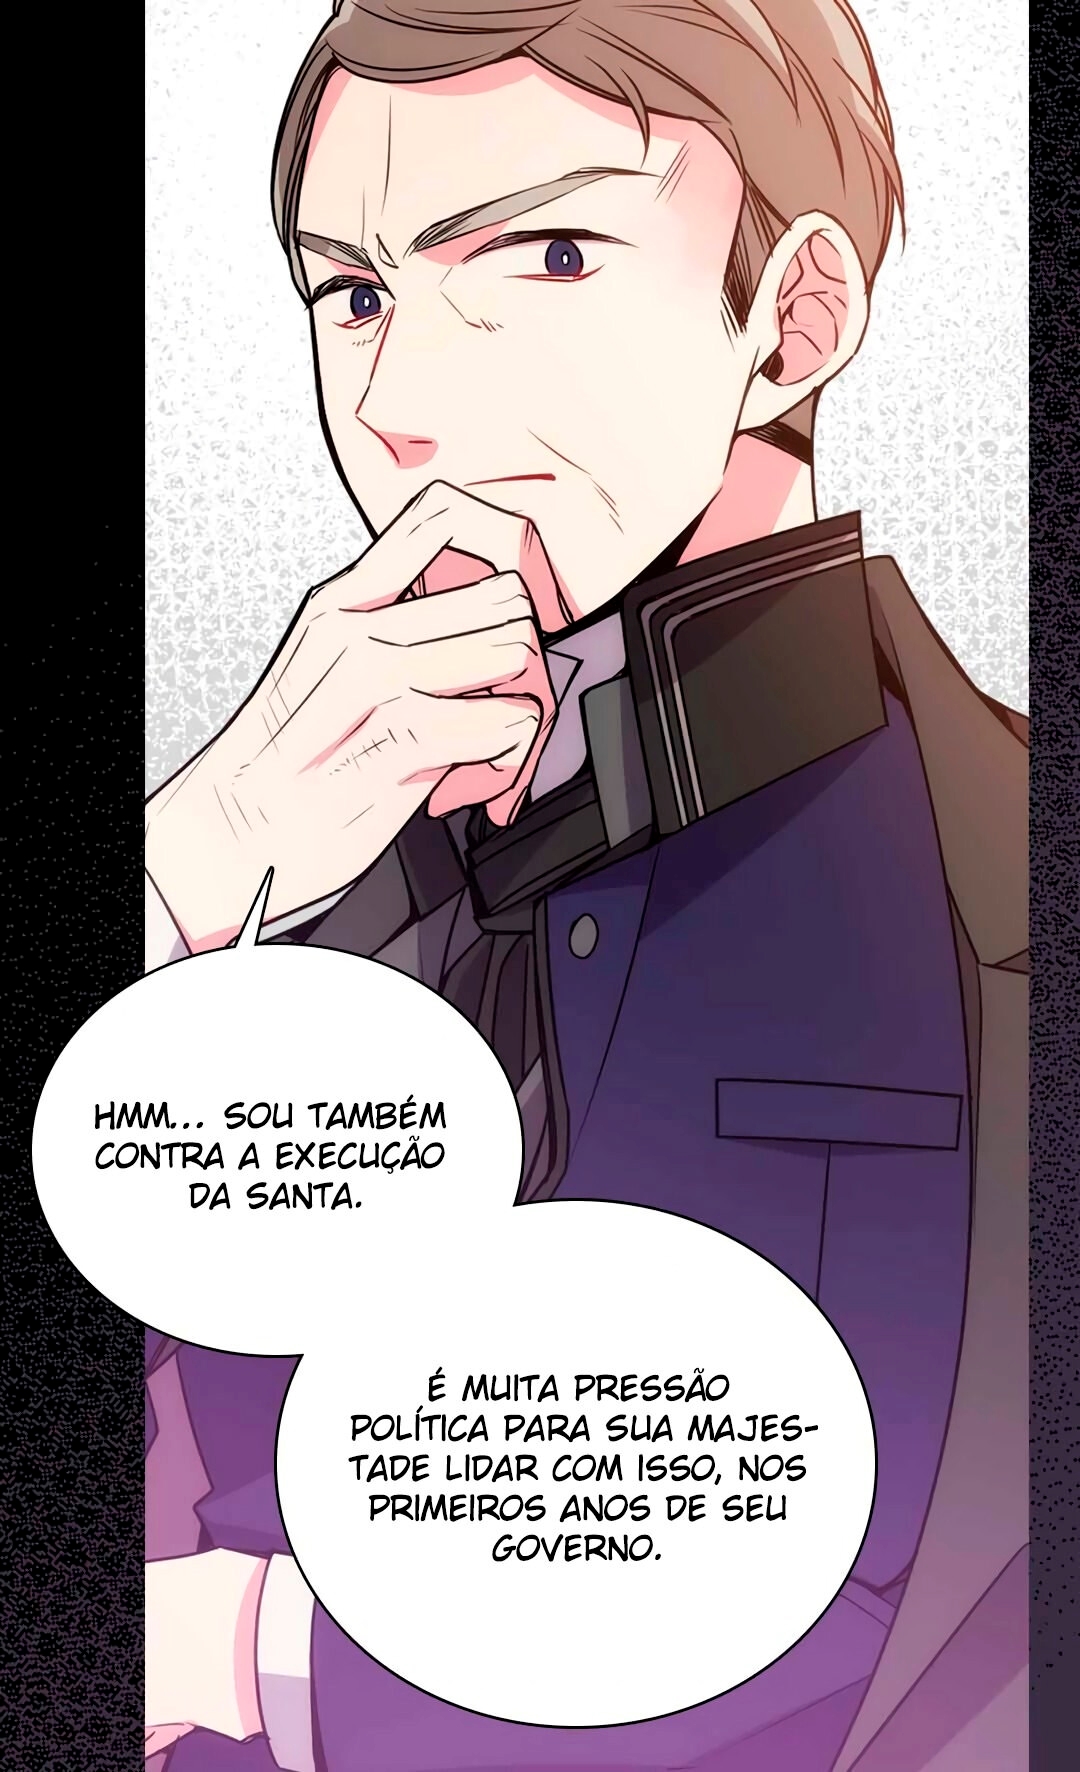 HMM... SOU TAMBÉM
CONTRA A EXECUÇÃO
DA SANTA.
É MUITA PRESSÃO
POLÍTICA PARA SUA MAJES-
TADE LIDAR COM ISSO, NOS
PRIMEIROS ANOS DE SEU
GOVERNO.